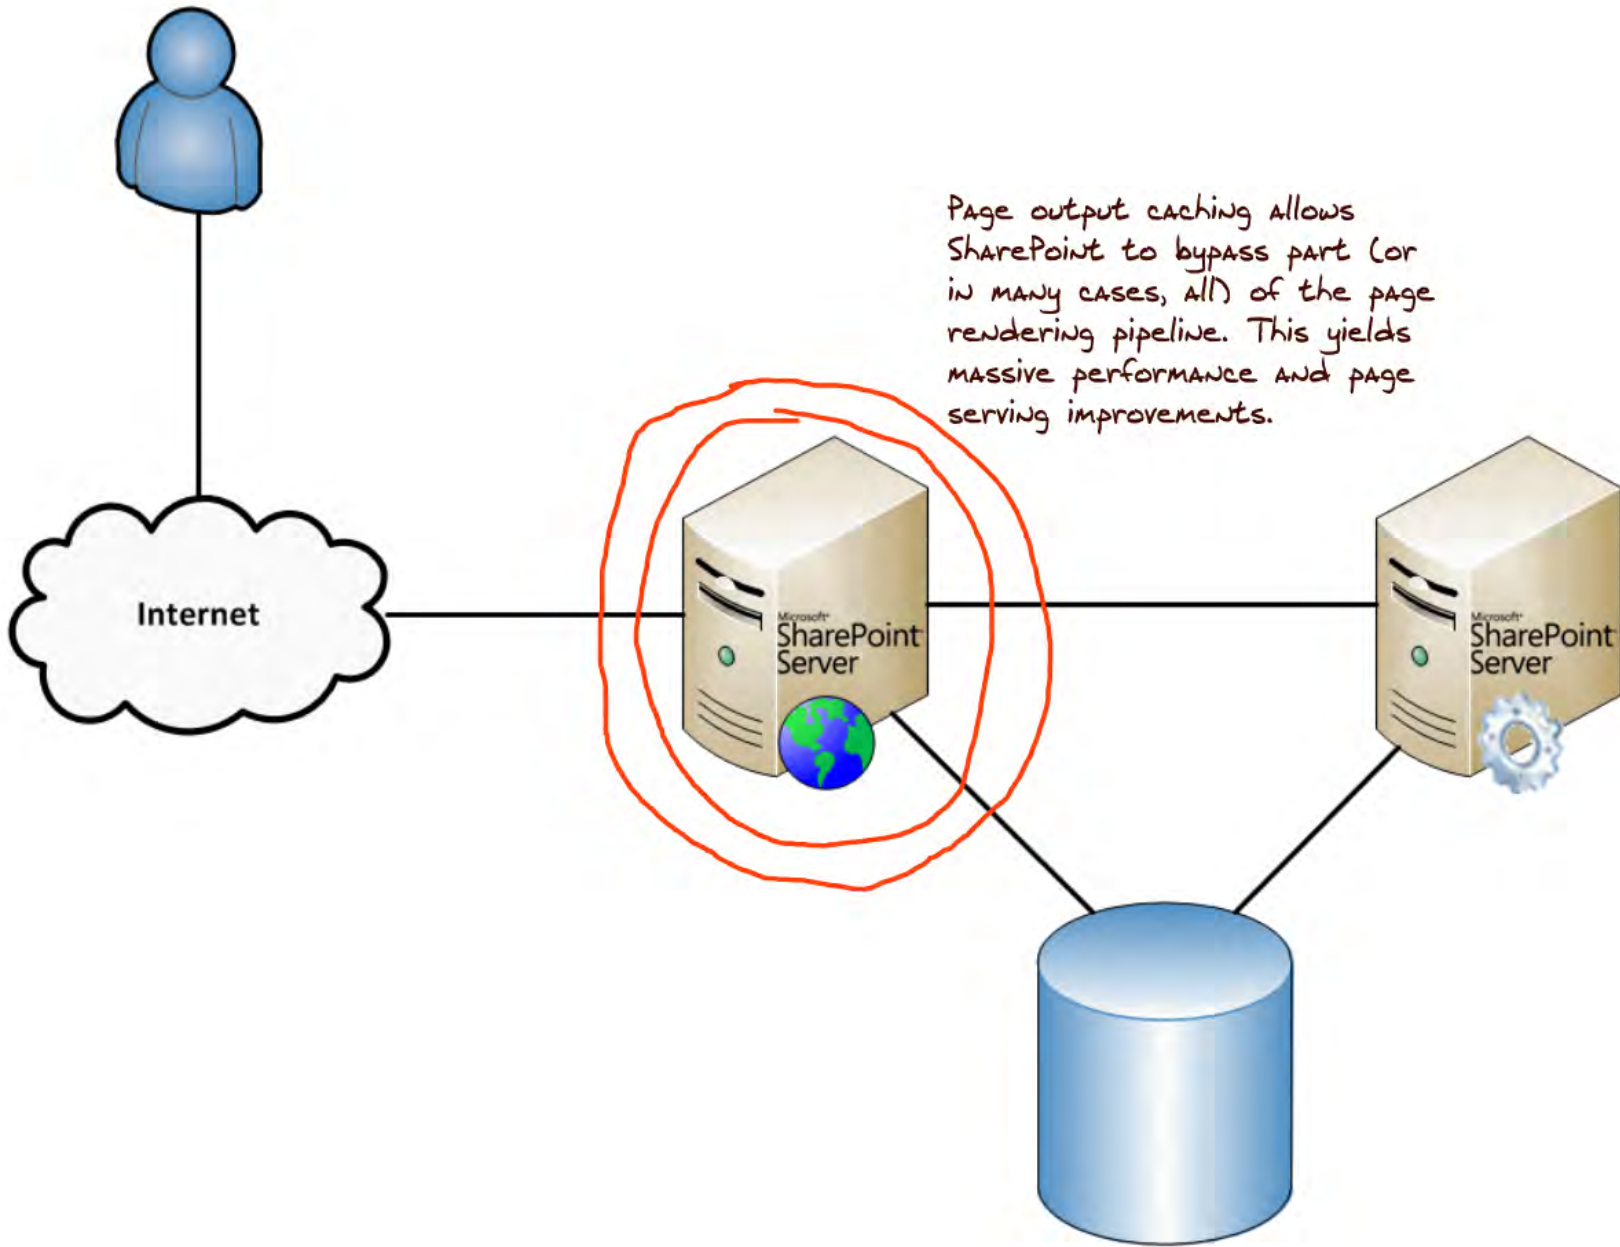 Page output caching allows
SharePoint to bypass part (or
in many cases, all) of the page
rendering pipeline. This yields
massive performance and page
serving improvements.
Internet
Microsoft®
SharePoint
Server
Microsoft®
SharePoint
Server